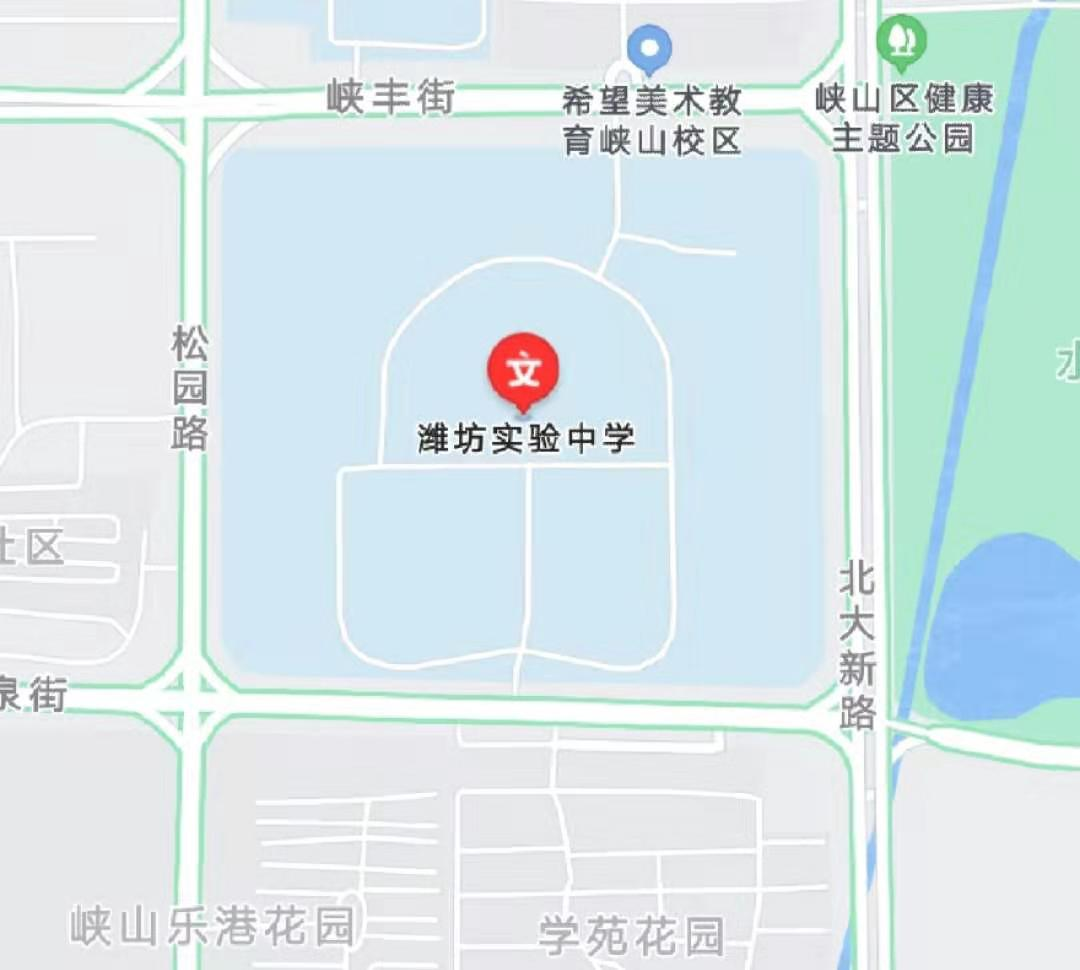 峡丰街
希望美术教
育峡山校区
峡山区健康
主题公园
松园路
文
潍坊实验中学
水
社区
北大新路
泉街
峡山乐港花园
学苑花园